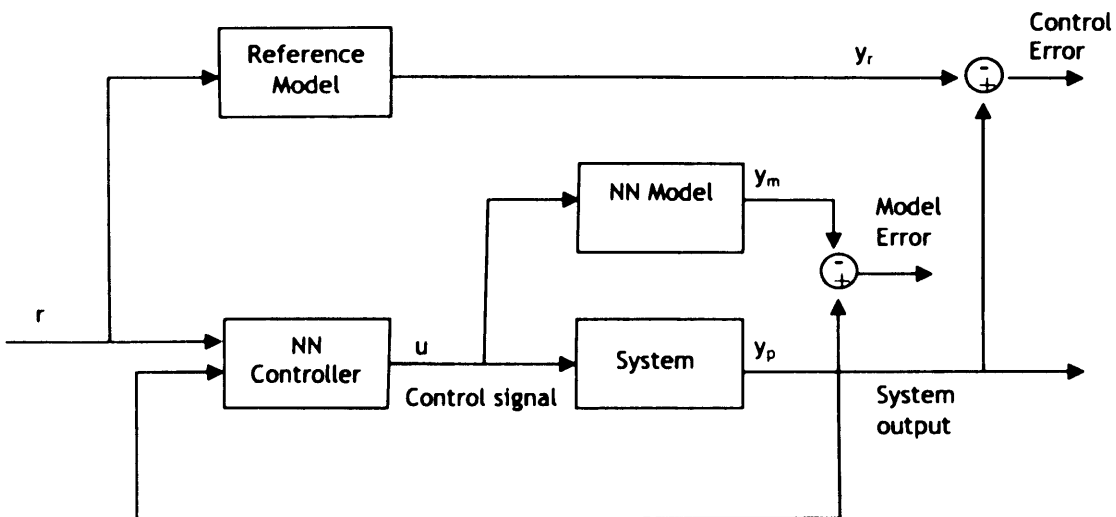 Control
Error
Reference
Model
yᵣ
-
+
NN Model
yₘ
Model
Error
-
+
r
NN
Controller
u
Control signal
System
yₚ
System
output